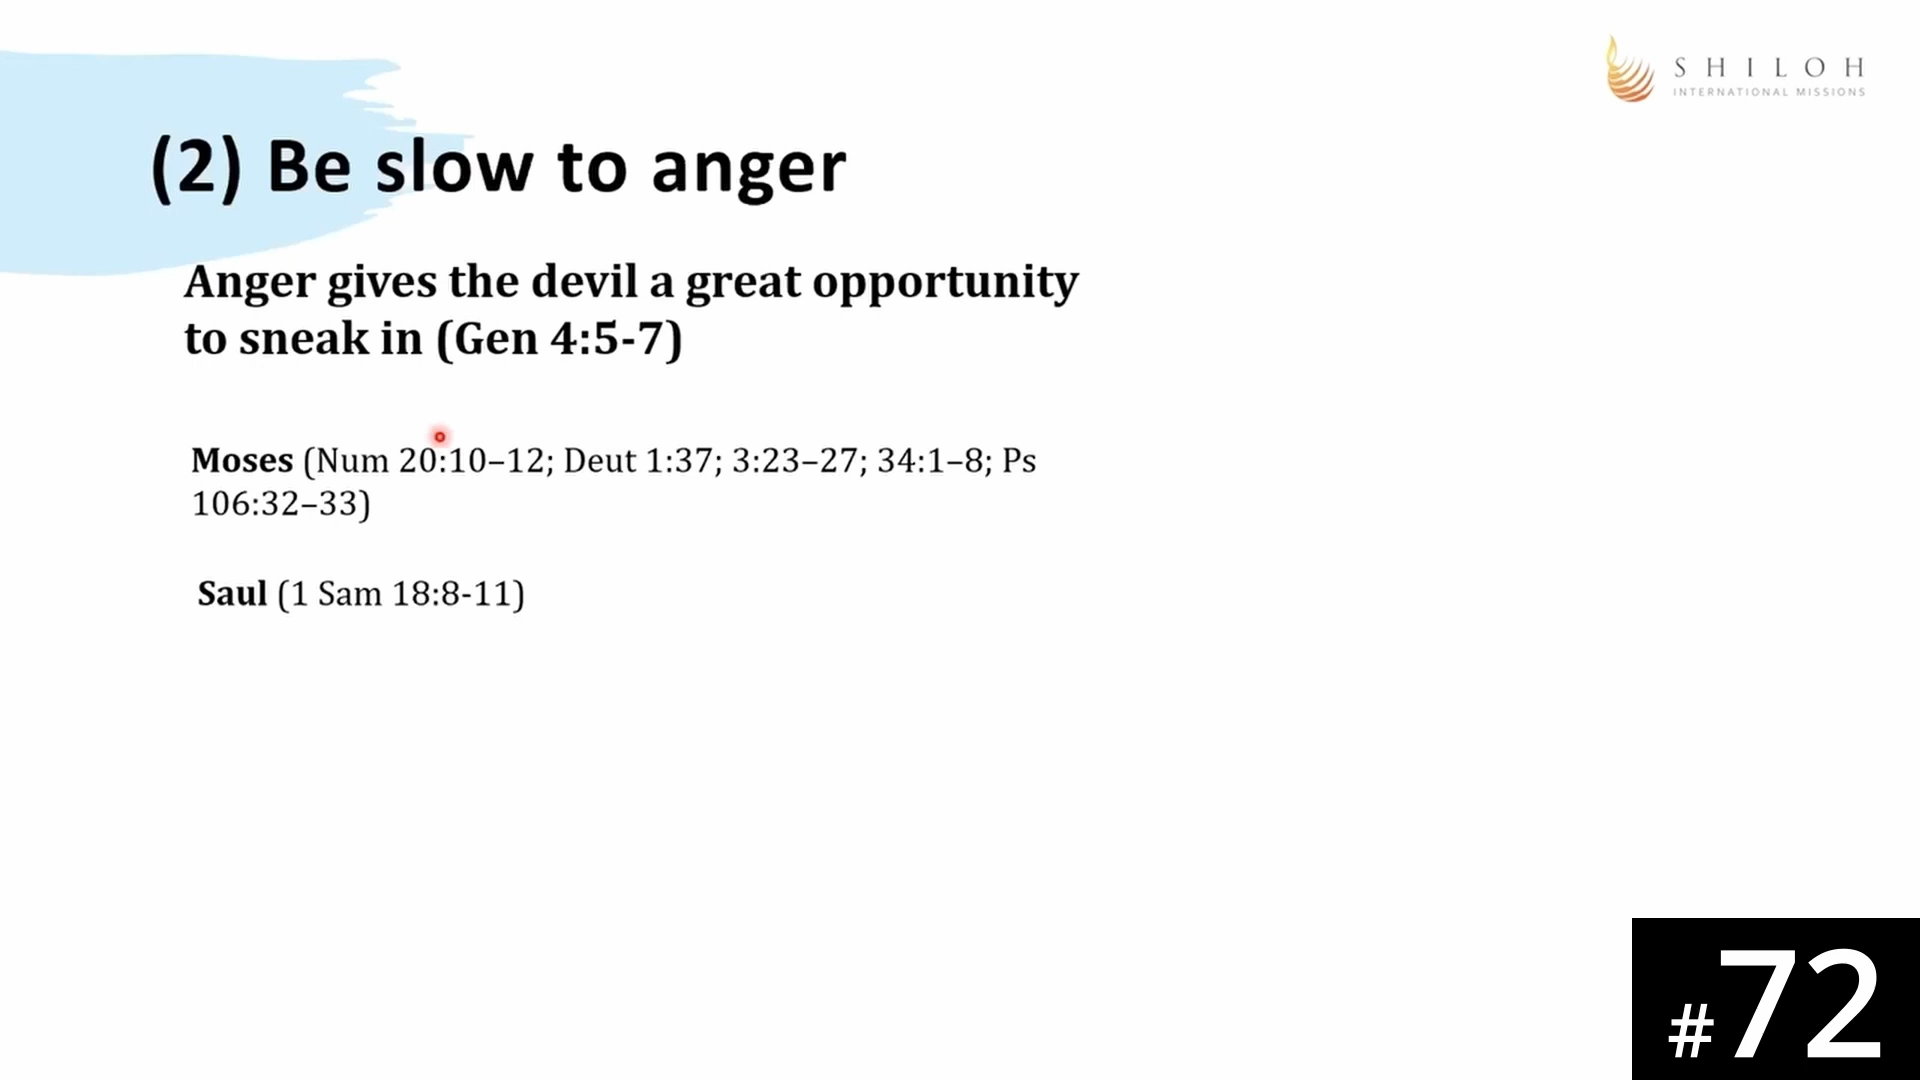 SHILOH
INTERNATIONAL MISSIONS
(2) Be slow to anger
Anger gives the devil a great opportunity
to sneak in (Gen 4:5-7)
Moses (Num 20:10–12; Deut 1:37; 3:23–27; 34:1–8; Ps
106:32–33)
Saul (1 Sam 18:8-11)
#72